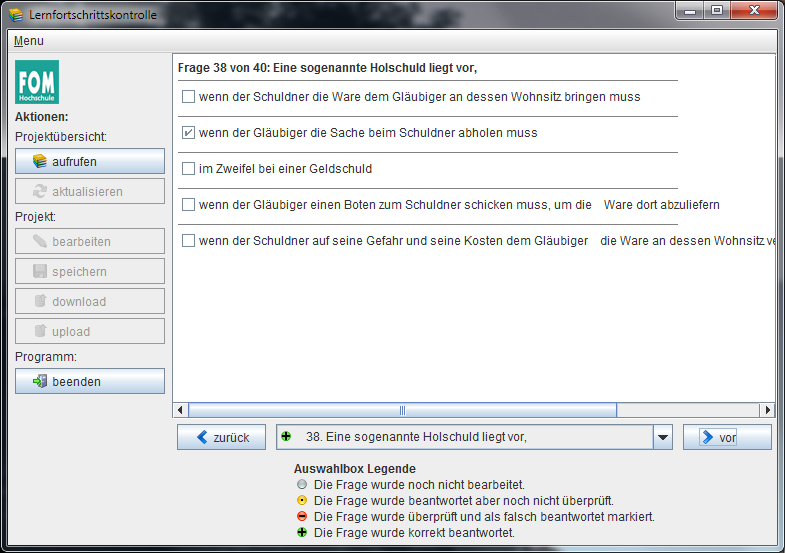 Lernfortschrittskontrolle
Menu
FOM
Hochschule
Aktionen:
Projektübersicht:
aufrufen
aktualisieren
Projekt:
bearbeiten
speichern
download
upload
Programm:
beenden
Frage 38 von 40: Eine sogenannte Holschuld liegt vor,
wenn der Schuldner die Ware dem Gläubiger an dessen Wohnsitz bringen muss
wenn der Gläubiger die Sache beim Schuldner abholen muss
im Zweifel bei einer Geldschuld
wenn der Gläubiger einen Boten zum Schuldner schicken muss, um die Ware dort abzuliefern
wenn der Schuldner auf seine Gefahr und seine Kosten dem Gläubiger die Ware an dessen Wohnsitz ve
zurück
38. Eine sogenannte Holschuld liegt vor,
vor
Auswahlbox Legende
Die Frage wurde noch nicht bearbeitet.
Die Frage wurde beantwortet aber noch nicht überprüft.
Die Frage wurde überprüft und als falsch beantwortet markiert.
Die Frage wurde korrekt beantwortet.